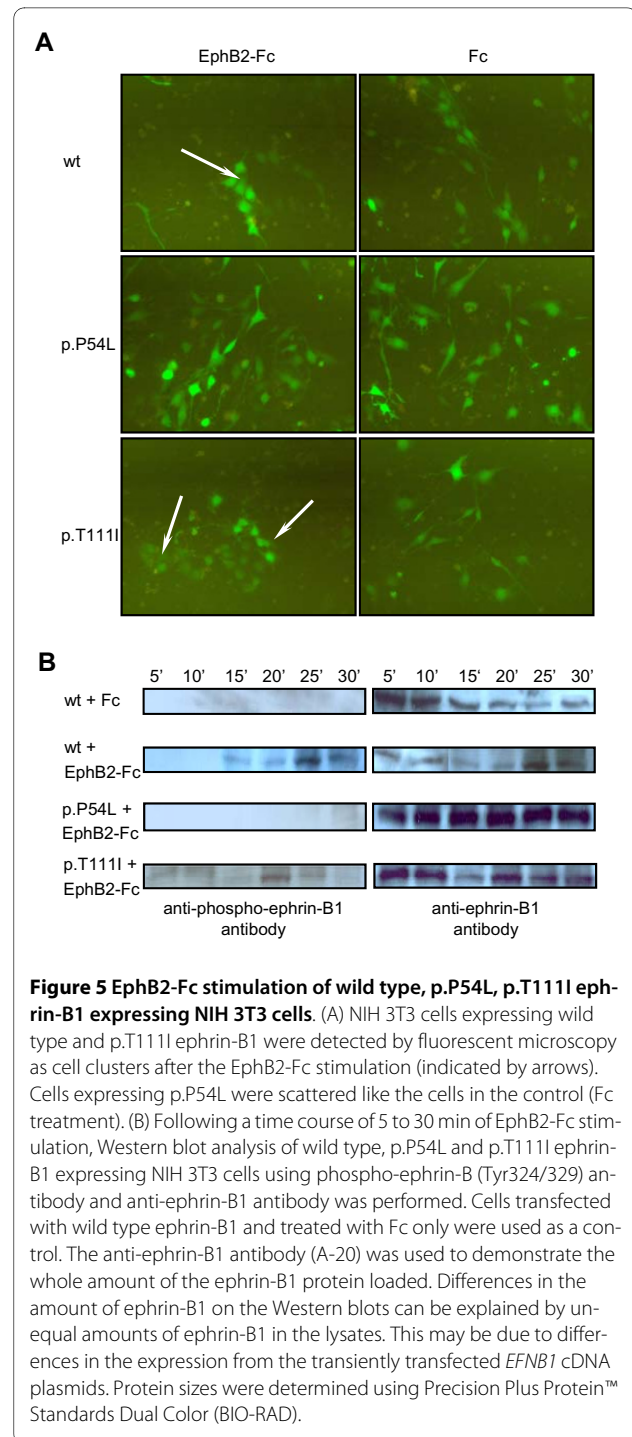 A
EphB2-Fc Fc
wt
p.P54L
p.T111I
B
5’ 10’ 15’ 20’ 25’ 30’ 5’ 10’ 15‘ 20’ 25’ 30’
wt + Fc
wt +
EphB2-Fc
p.P54L +
EphB2-Fc
p.T111I +
EphB2-Fc
anti-phospho-ephrin-B1 anti-ephrin-B1
antibody antibody
Figure 5 EphB2-Fc stimulation of wild type, p.P54L, p.T111I eph-
rin-B1 expressing NIH 3T3 cells. (A) NIH 3T3 cells expressing wild
type and p.T111I ephrin-B1 were detected by fluorescent microscopy
as cell clusters after the EphB2-Fc stimulation (indicated by arrows).
Cells expressing p.P54L were scattered like the cells in the control (Fc
treatment). (B) Following a time course of 5 to 30 min of EphB2-Fc stim-
ulation, Western blot analysis of wild type, p.P54L and p.T111I ephrin-
B1 expressing NIH 3T3 cells using phospho-ephrin-B (Tyr324/329) an-
tibody and anti-ephrin-B1 antibody was performed. Cells transfected
with wild type ephrin-B1 and treated with Fc only were used as a con-
trol. The anti-ephrin-B1 antibody (A-20) was used to demonstrate the
whole amount of the ephrin-B1 protein loaded. Differences in the
amount of ephrin-B1 on the Western blots can be explained by un-
equal amounts of ephrin-B1 in the lysates. This may be due to differ-
ences in the expression from the transiently transfected EFNB1 cDNA
plasmids. Protein sizes were determined using Precision Plus Protein™
Standards Dual Color (BIO-RAD).